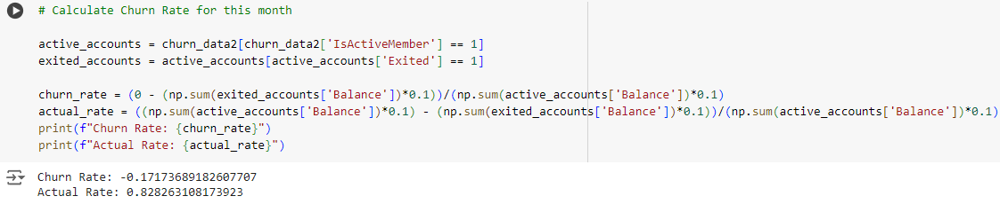 # Calculate Churn Rate for this month
active_accounts = churn_data2[churn_data2['IsActiveMember'] == 1]
exited_accounts = active_accounts[active_accounts['Exited'] == 1]
churn_rate = (0 - (np.sum(exited_accounts['Balance'])*0.1))/(np.sum(active_accounts['Balance'])*0.1)
actual_rate = ((np.sum(active_accounts['Balance'])*0.1) - (np.sum(exited_accounts['Balance'])*0.1))/(np.sum(active_accounts['Balance'])*0.1)
print(f"Churn Rate: {churn_rate}")
print(f"Actual Rate: {actual_rate}")
Churn Rate: -0.17173689182607707
Actual Rate: 0.828263108173923